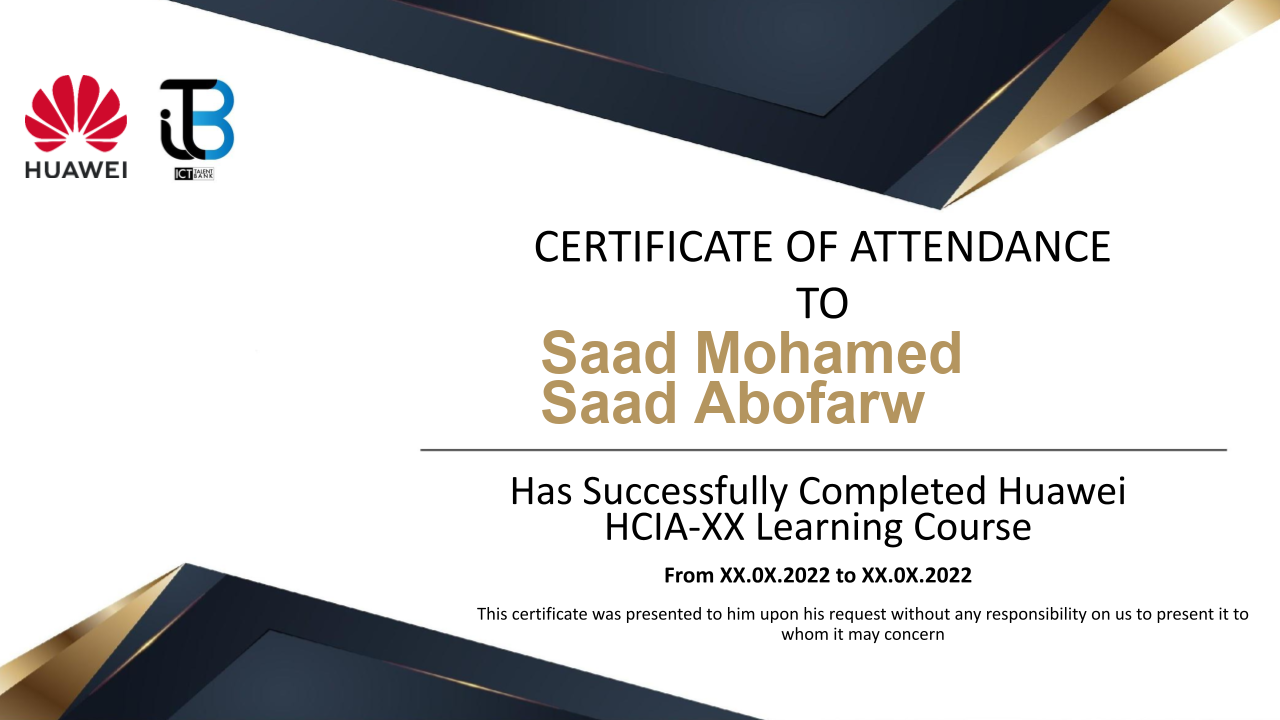 HUAWEI
iTB
ICT TALENT BANK
CERTIFICATE OF ATTENDANCE
TO
Saad Mohamed
Saad Abofarw
Has Successfully Completed Huawei
HCIA-XX Learning Course
From XX.0X.2022 to XX.0X.2022
This certificate was presented to him upon his request without any responsibility on us to present it to
whom it may concern